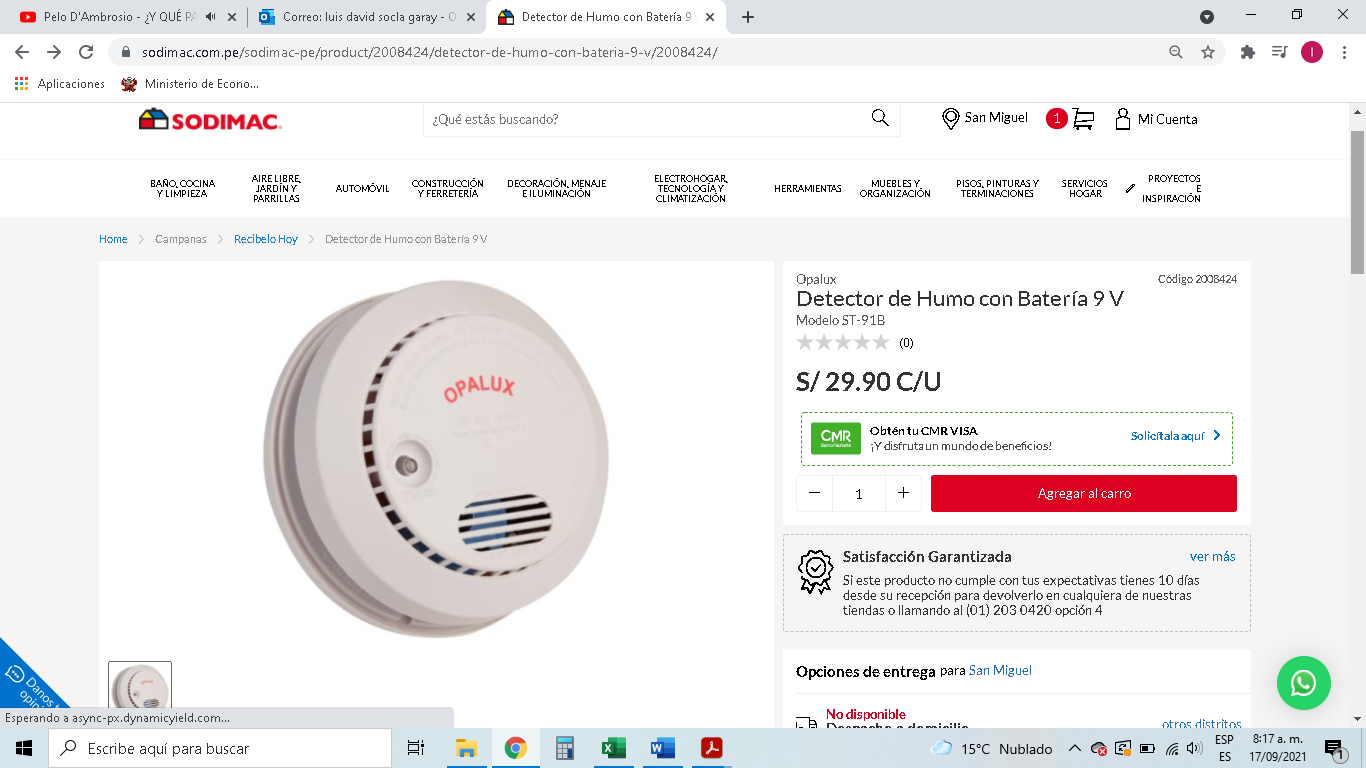 Pelo D'Ambrosio - ¿Y QUÉ PA
Correo: luis david socla garay - O
Detector de Humo con Batería 9 V
sodimac.com.pe/sodimac-pe/product/2008424/detector-de-humo-con-bateria-9-v/2008424/
I
Aplicaciones
Ministerio de Econo...
SODIMAC
¿Qué estás buscando?
San Miguel
1
Mi Cuenta
BAÑO, COCINA
Y LIMPIEZA
AIRE LIBRE,
JARDÍN Y
PARRILLAS
AUTOMÓVIL
CONSTRUCCIÓN
Y FERRETERÍA
DECORACIÓN, MENAJE
E ILUMINACIÓN
ELECTROHOGAR,
TECNOLOGÍA Y
CLIMATIZACIÓN
HERRAMIENTAS
MUEBLES Y
ORGANIZACIÓN
PISOS, PINTURAS Y
TERMINACIONES
SERVICIOS
HOGAR
PROYECTOS
E
INSPIRACIÓN
Home > Campanas > Recibelo Hoy > Detector de Humo con Batería 9 V
OPALUX
Opalux
Código 2008424
Detector de Humo con Batería 9 V
Modelo ST-91B
(0)
S/ 29.90 C/U
CMR
Banco Falabella
Obtén tu CMR VISA
¡Y disfruta un mundo de beneficios!
Solicítala aquí
1
Agregar al carro
Satisfacción Garantizada
ver más
Si este producto no cumple con tus expectativas tienes 10 días
desde su recepción para devolverlo en cualquiera de nuestras
tiendas o llamando al (01) 203 0420 opción 4
Opciones de entrega para San Miguel
No disponible
Despacho a domicilio
otros distritos
Danos
Esperando a async-px.dynamicyield.com...
Escribe aquí para buscar
15°C Nublado
ESP
ES
8:17 a. m.
17/09/2021
1